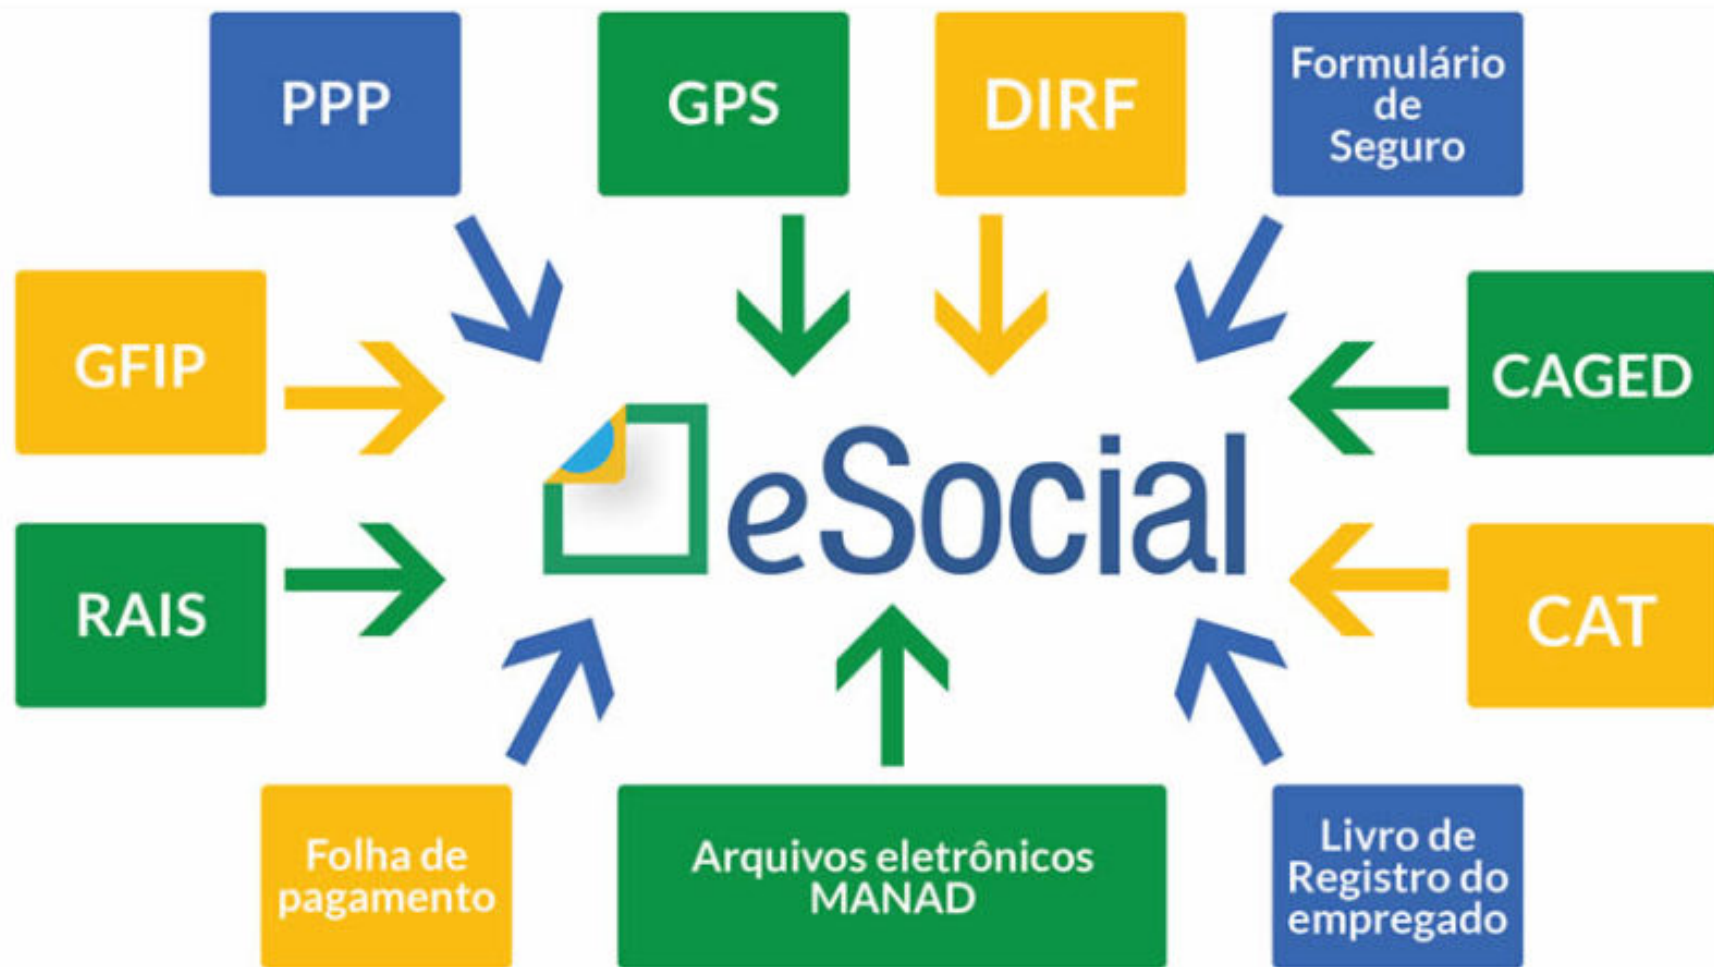 PPP
GPS
DIRF
Formulário
de
Seguro
GFIP
CAGED
eSocial
RAIS
CAT
Folha de
pagamento
Arquivos eletrônicos
MANAD
Livro de
Registro do
empregado